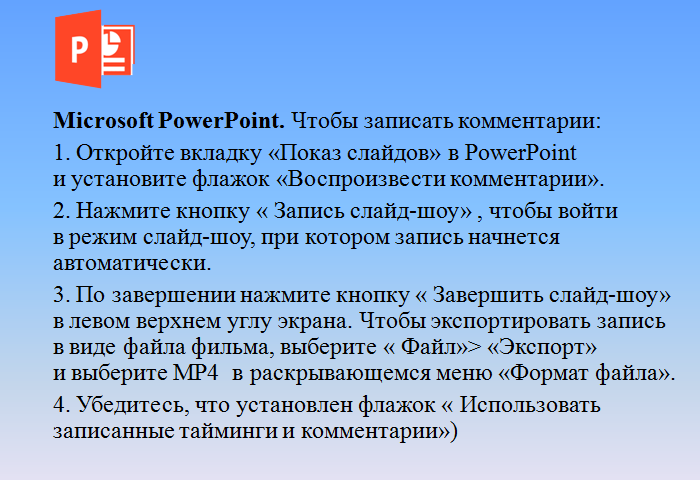 P
Microsoft PowerPoint. Чтобы записать комментарии:
1. Откройте вкладку «Показ слайдов» в PowerPoint
и установите флажок «Воспроизвести комментарии».
2. Нажмите кнопку « Запись слайд-шоу» , чтобы войти
в режим слайд-шоу, при котором запись начнется
автоматически.
3. По завершении нажмите кнопку « Завершить слайд-шоу»
в левом верхнем углу экрана. Чтобы экспортировать запись
в виде файла фильма, выберите « Файл»> «Экспорт»
и выберите MP4 в раскрывающемся меню «Формат файла».
4. Убедитесь, что установлен флажок « Использовать
записанные тайминги и комментарии»)